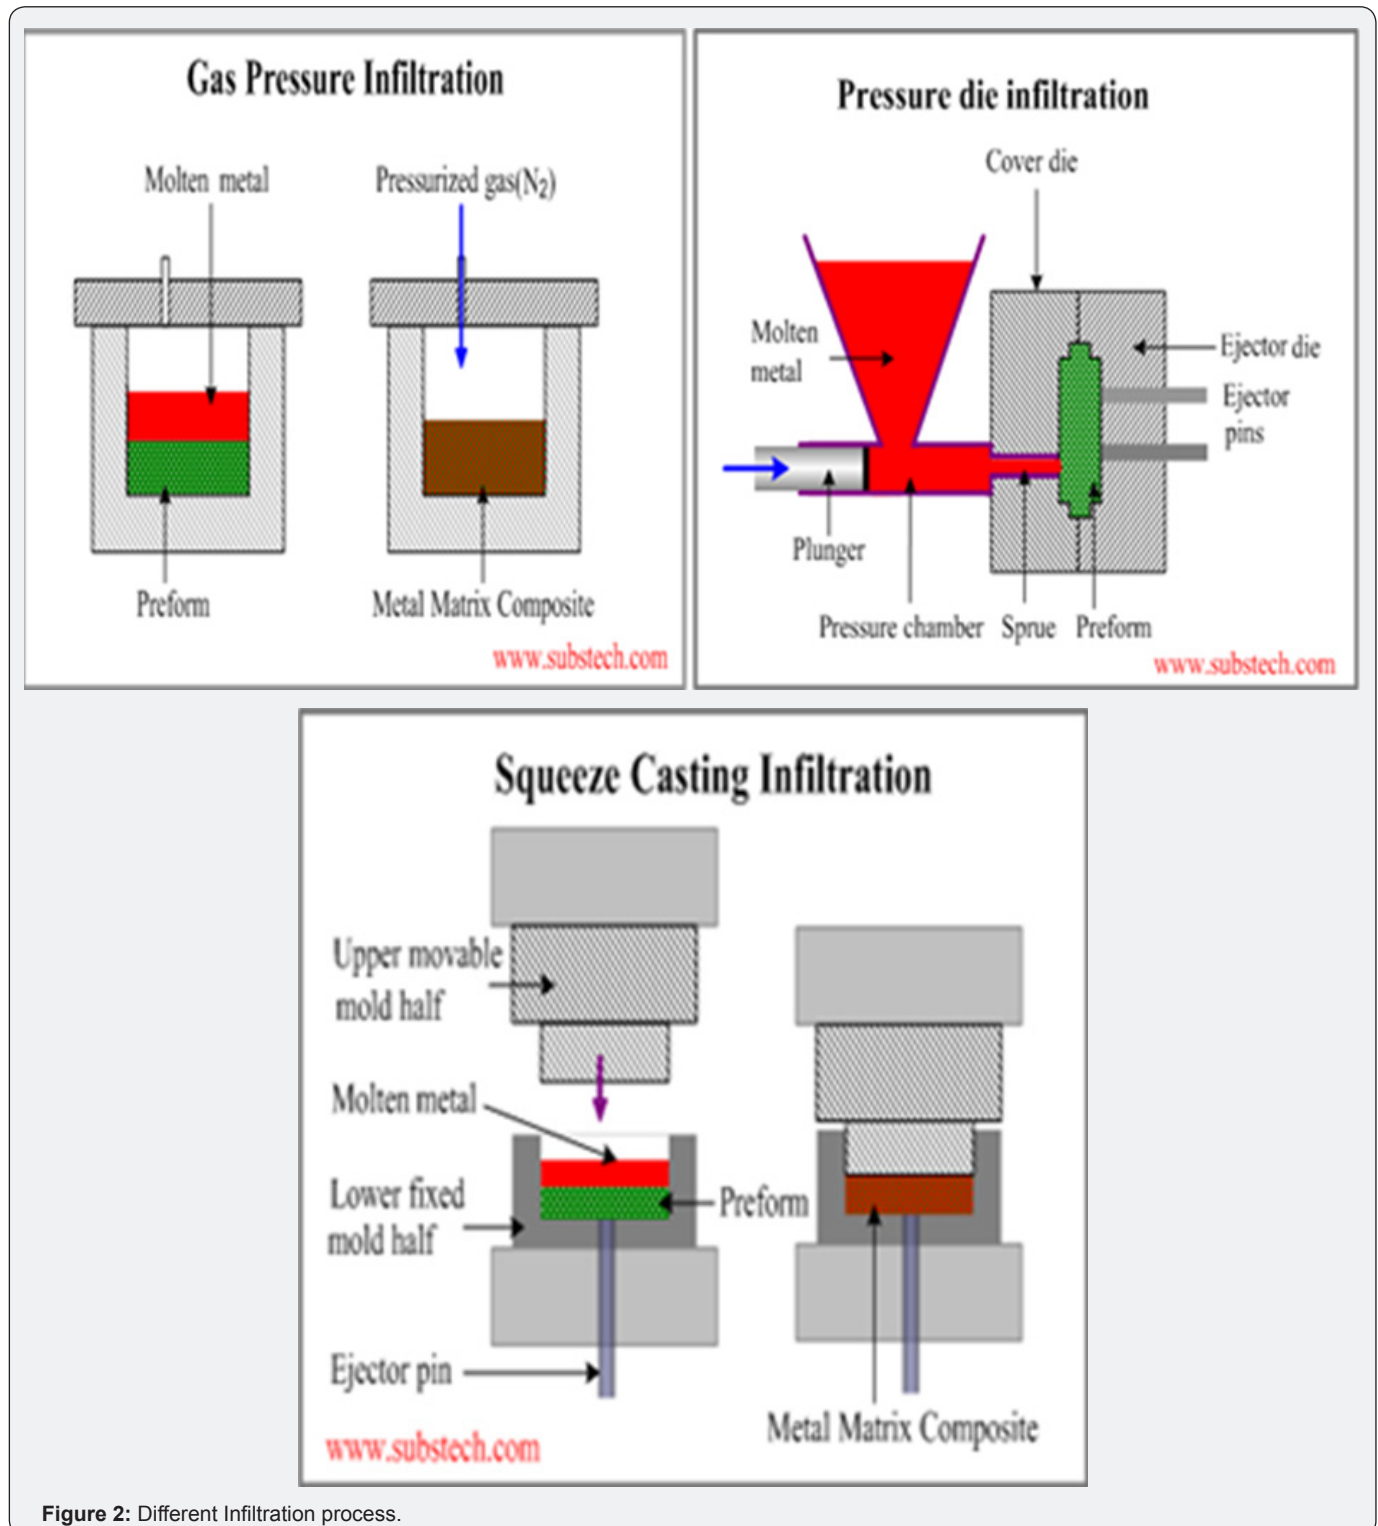 Gas Pressure Infiltration
Molten metal
Pressurized gas(N₂)
Preform
Metal Matrix Composite
www.substech.com
Pressure die infiltration
Cover die
Molten
metal
Ejector die
Ejector
pins
Plunger
Pressure chamber
Sprue
Preform
www.substech.com
Squeeze Casting Infiltration
Upper movable
mold half
Molten metal
Lower fixed
mold half
Preform
Ejector pin
Metal Matrix Composite
www.substech.com
Figure 2: Different Infiltration process.